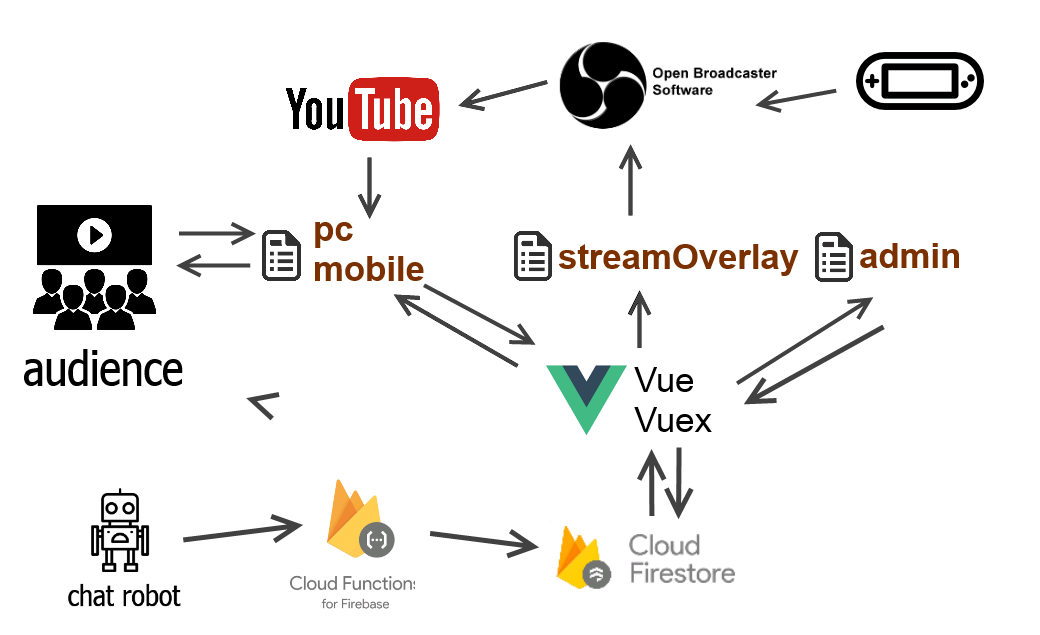 YouTube
Open Broadcaster
Software
pc
mobile
streamOverlay
admin
audience
Vue
Vuex
chat robot
Cloud Functions
for Firebase
Cloud
Firestore